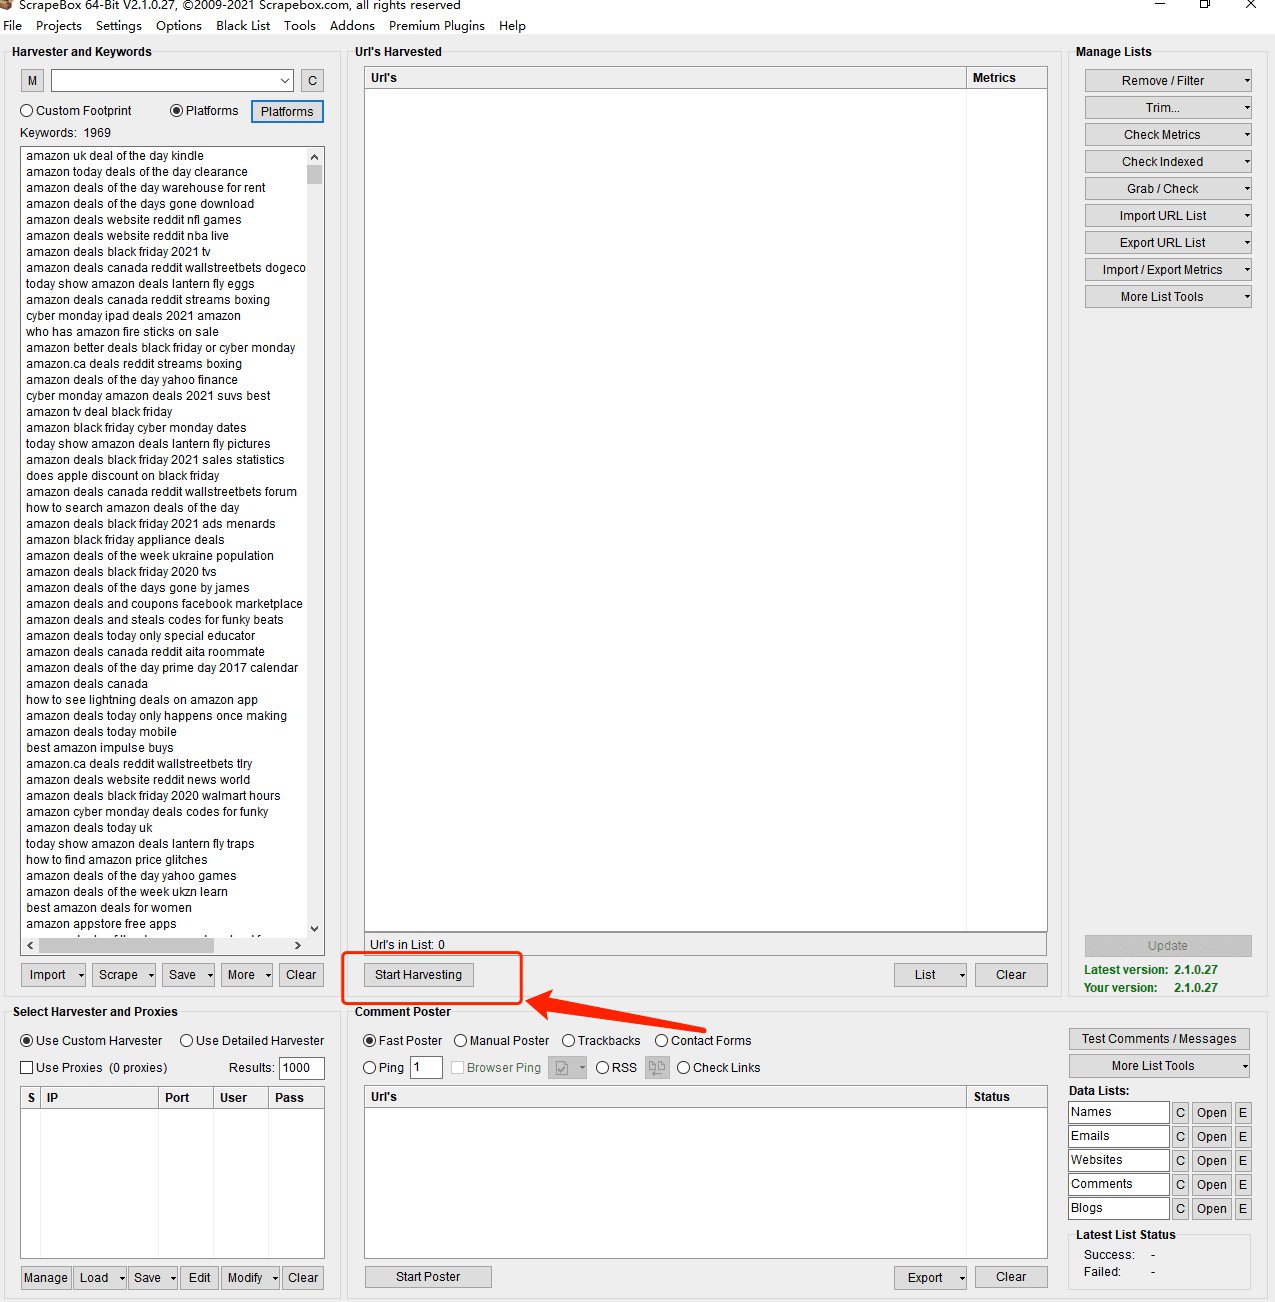 ScrapeBox 64-Bit V2.1.0.27, ©2009-2021 Scrapebox.com, all rights reserved
File Projects Settings Options Black List Tools Addons Premium Plugins Help
Harvester and Keywords
M
C
Custom Footprint
Platforms
Platforms
Keywords: 1969
amazon uk deal of the day kindle
amazon today deals of the day clearance
amazon deals of the day warehouse for rent
amazon deals of the days gone download
amazon deals website reddit nfl games
amazon deals website reddit nba live
amazon deals black friday 2021 tv
amazon deals canada reddit wallstreetbets dogeco
today show amazon deals lantern fly eggs
amazon deals canada reddit streams boxing
cyber monday ipad deals 2021 amazon
who has amazon fire sticks on sale
amazon better deals black friday or cyber monday
amazon.ca deals reddit streams boxing
amazon deals of the day yahoo finance
cyber monday amazon deals 2021 suvs best
amazon tv deal black friday
amazon black friday cyber monday dates
today show amazon deals lantern fly pictures
amazon deals black friday 2021 sales statistics
does apple discount on black friday
amazon deals canada reddit wallstreetbets forum
how to search amazon deals of the day
amazon deals black friday 2021 ads menards
amazon black friday appliance deals
amazon deals of the week ukraine population
amazon deals black friday 2020 tvs
amazon deals of the days gone by james
amazon deals and coupons facebook marketplace
amazon deals and steals codes for funky beats
amazon deals today only special educator
amazon deals canada reddit aita roommate
amazon deals of the day prime day 2017 calendar
amazon deals canada
how to see lightning deals on amazon app
amazon deals today only happens once making
amazon deals today mobile
best amazon impulse buys
amazon.ca deals reddit wallstreetbets tlry
amazon deals website reddit news world
amazon deals black friday 2020 walmart hours
amazon cyber monday deals codes for funky
amazon deals today uk
today show amazon deals lantern fly traps
how to find amazon price glitches
amazon deals of the day yahoo games
amazon deals of the week ukzn learn
best amazon deals for women
amazon appstore free apps
Import Scrape Save More Clear
Url's Harvested
Url's Metrics
Url's in List: 0
Start Harvesting
List Clear
Manage Lists
Remove / Filter
Trim...
Check Metrics
Check Indexed
Grab / Check
Import URL List
Export URL List
Import / Export Metrics
More List Tools
Update
Latest version: 2.1.0.27
Your version: 2.1.0.27
Select Harvester and Proxies
Use Custom Harvester Use Detailed Harvester
Use Proxies (0 proxies) Results: 1000
S IP Port User Pass
Manage Load Save Edit Modify Clear
Comment Poster
Fast Poster Manual Poster Trackbacks Contact Forms
Ping 1 Browser Ping RSS Check Links
Url's Status
Start Poster
Export Clear
Test Comments / Messages
More List Tools
Data Lists:
Names C Open E
Emails C Open E
Websites C Open E
Comments C Open E
Blogs C Open E
Latest List Status
Success: -
Failed: -